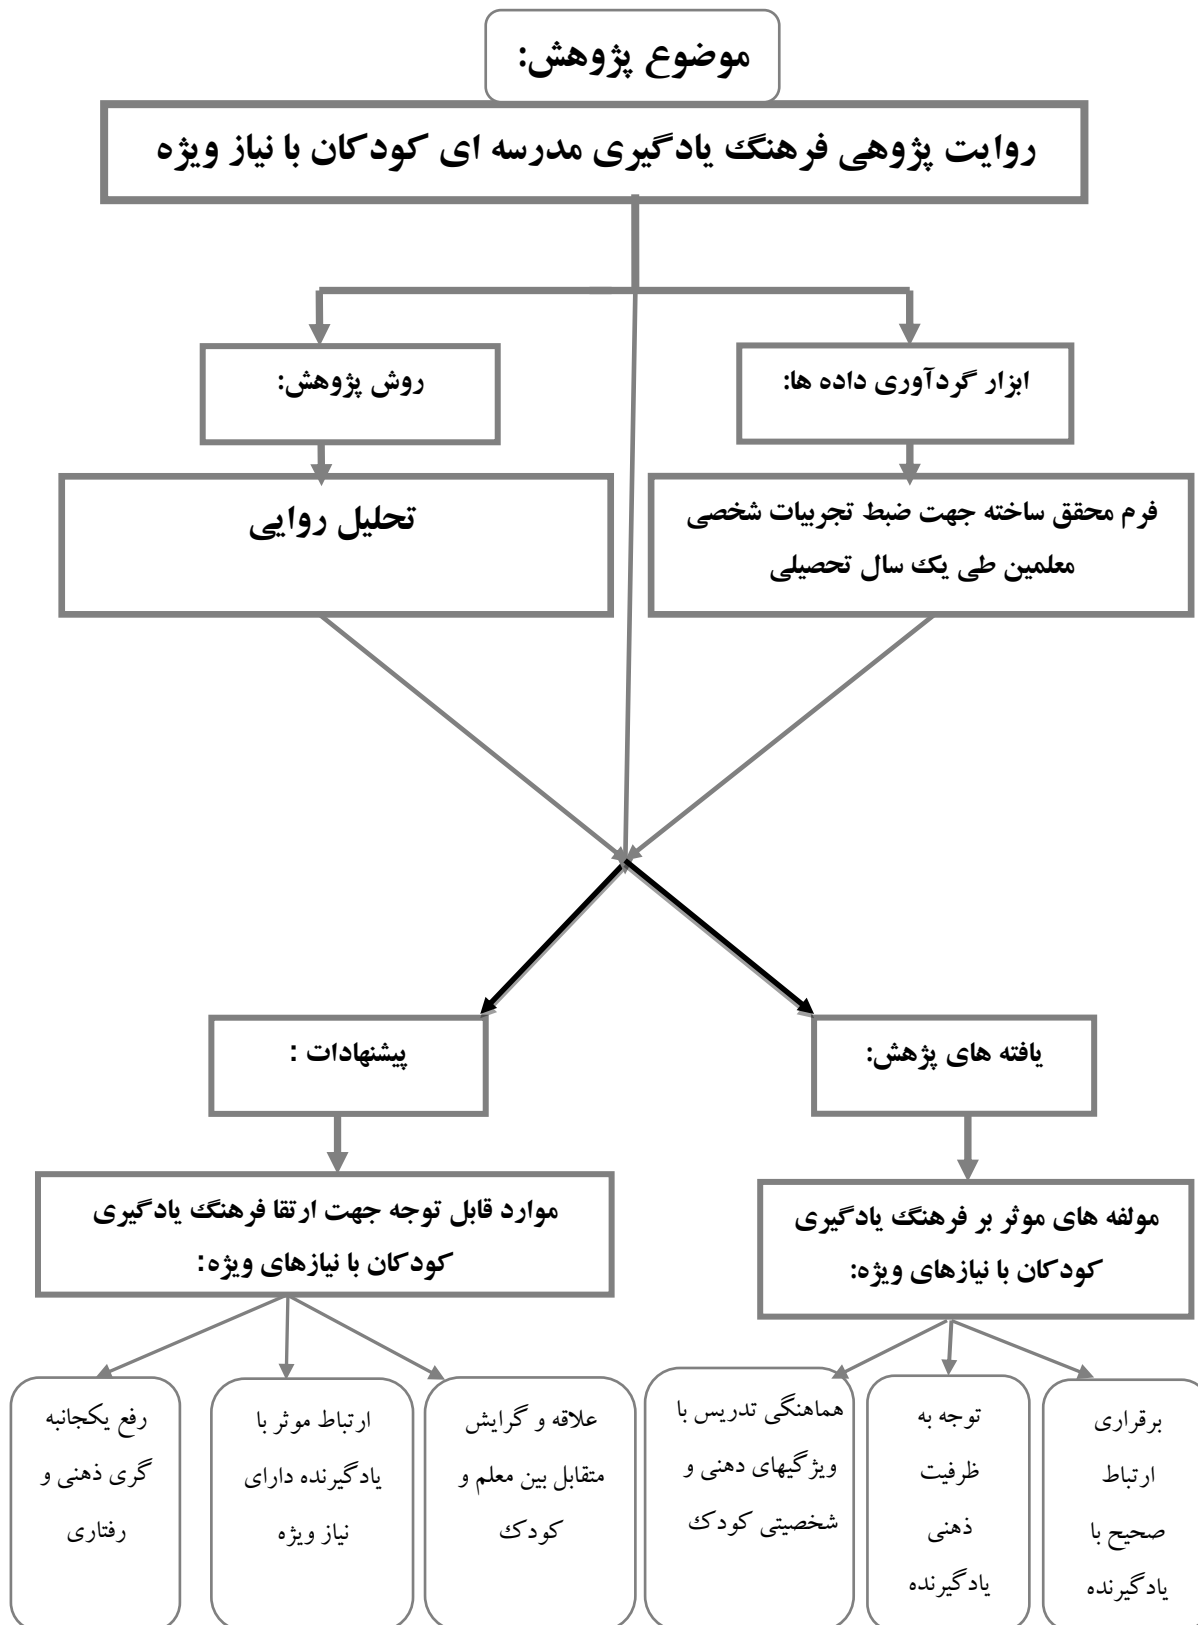 موضوع پژوهش:
روایت پژوهی فرهنگ یادگیری مدرسه ای کودکان با نیاز ویژه
ابزار گردآوری داده ها:
روش پژوهش:
فرم محقق ساخته جهت ضبط تجربیات شخصی
معلمین طی یک سال تحصیلی
تحلیل روایی
یافته های پژهش:
پیشنهادات :
مولفه های موثر بر فرهنگ یادگیری
کودکان با نیازهای ویژه:
موارد قابل توجه جهت ارتقا فرهنگ یادگیری
کودکان با نیازهای ویژه:
برقراری
ارتباط
صحیح با
یادگیرنده
توجه به
ظرفیت
ذهنی
یادگیرنده
هماهنگی تدریس با
ویژگیهای دهنی و
شخصیتی کودک
علاقه و گرایش
متقابل بین معلم و
کودک
ارتباط موثر با
یادگیرنده دارای
نیاز ویژه
رفع یکجانبه
گری ذهنی و
رفتاری